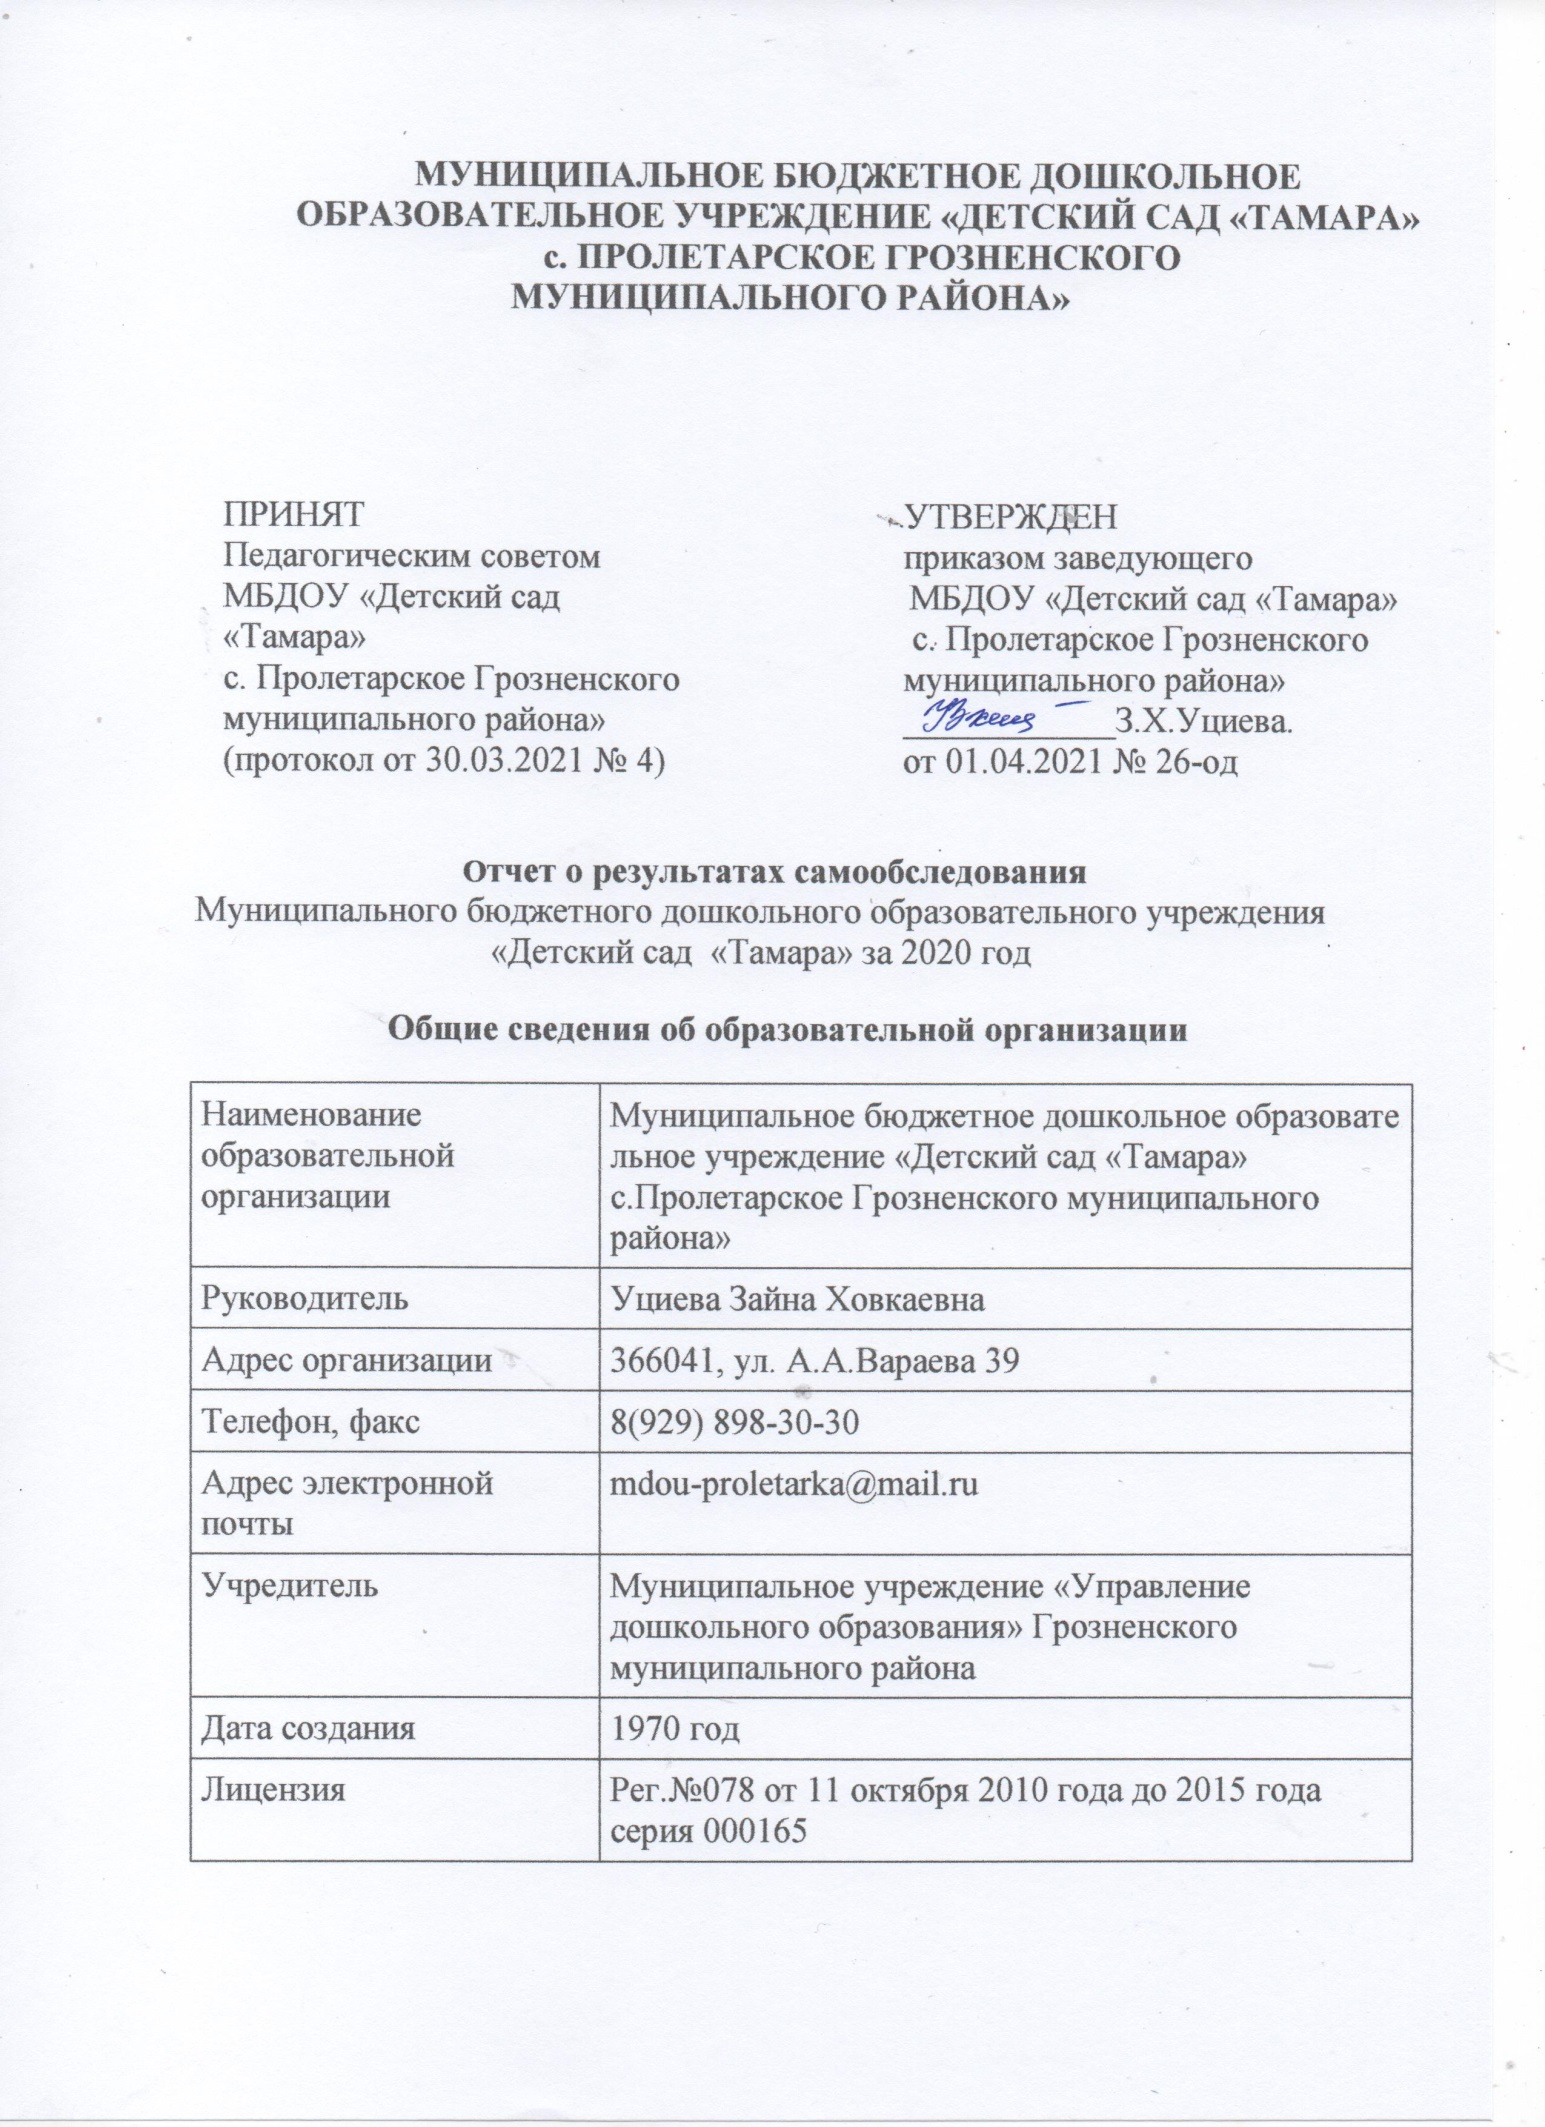 МУНИЦИПАЛЬНОЕ БЮДЖЕТНОЕ ДОШКОЛЬНОЕ
ОБРАЗОВАТЕЛЬНОЕ УЧРЕЖДЕНИЕ «ДЕТСКИЙ САД «ТАМАРА»
с. ПРОЛЕТАРСКОЕ ГРОЗНЕНСКОГО
МУНИЦИПАЛЬНОГО РАЙОНА»
ПРИНЯТ
Педагогическим советом
МБДОУ «Детский сад
«Тамара»
с. Пролетарское Грозненского
муниципального района»
(протокол от 30.03.2021 № 4)
УТВЕРЖДЕН
приказом заведующего
МБДОУ «Детский сад «Тамара»
с. Пролетарское Грозненского
муниципального района»
____________З.Х.Уциева.
от 01.04.2021 № 26-од
Отчет о результатах самообследования
Муниципального бюджетного дошкольного образовательного учреждения
«Детский сад «Тамара» за 2020 год
Общие сведения об образовательной организации
Наименование
образовательной
организации
Муниципальное бюджетное дошкольное образовате
льное учреждение «Детский сад «Тамара»
с.Пролетарское Грозненского муниципального
района»
Руководитель
Уциева Зайна Ховкаевна
Адрес организации
366041, ул. А.А.Вараева 39
Телефон, факс
8(929) 898-30-30
Адрес электронной
почты
mdou-proletarka@mail.ru
Учредитель
Муниципальное учреждение «Управление
дошкольного образования» Грозненского
муниципального района
Дата создания
1970 год
Лицензия
Рег.№078 от 11 октября 2010 года до 2015 года
серия 000165